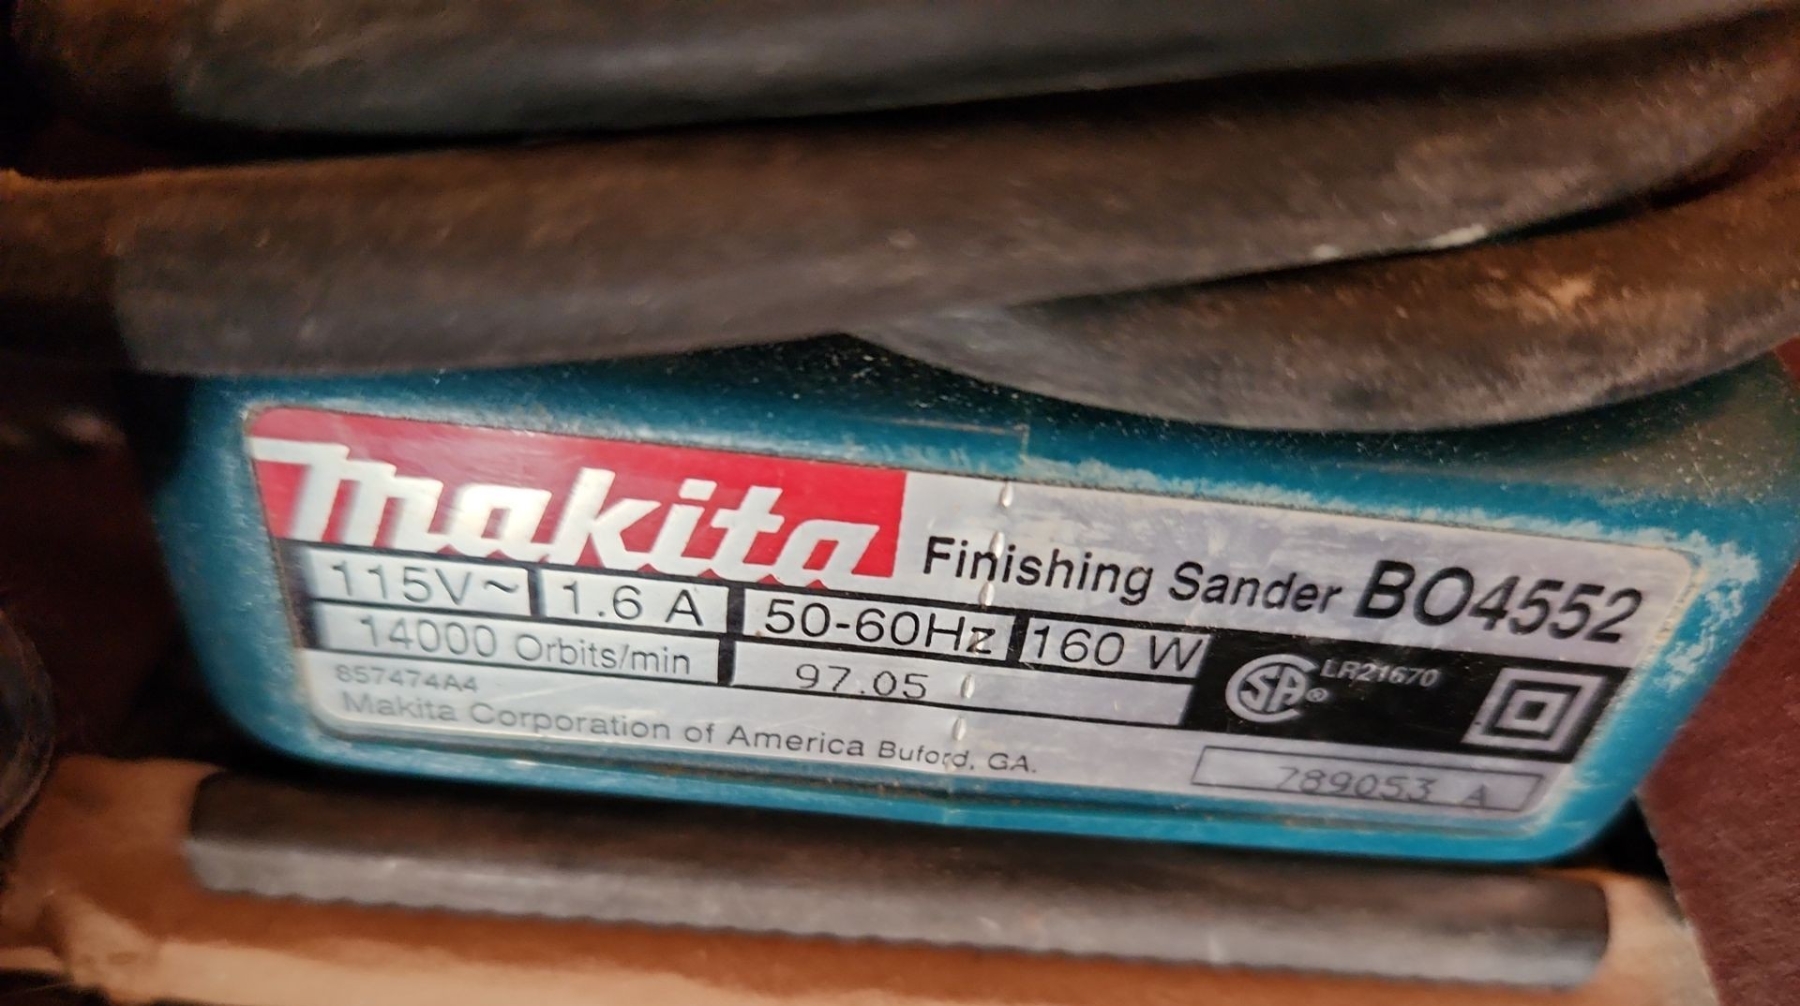 makita Finishing Sander BO4552
115V~ 1.6 A 50-60Hz 160 W
14000 Orbits/min 97.05
SA® LR21670
857474A4
Makita Corporation of America Buford, GA.
789053 A